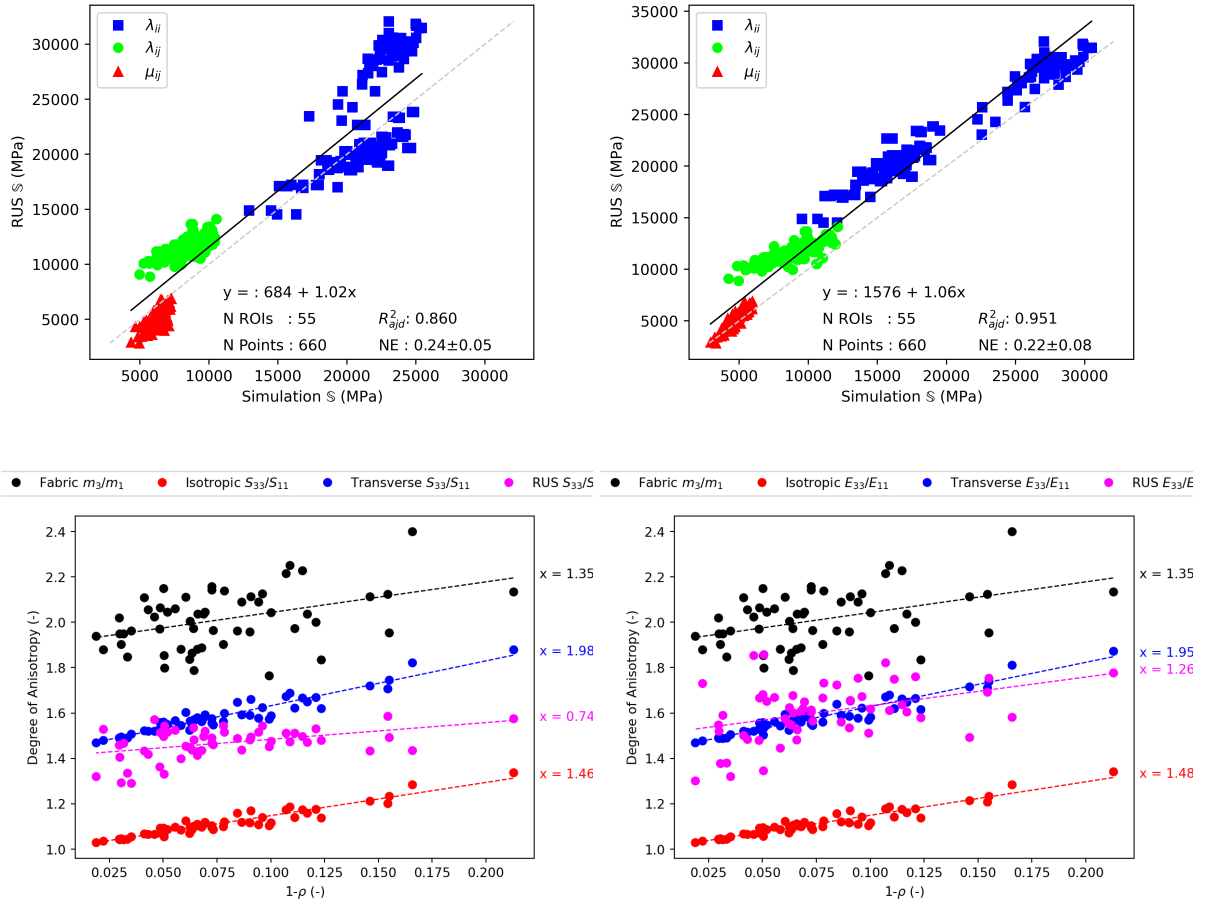 λii
λij
μij
30000
25000
20000
15000
10000
5000
RUS 𝕊 (MPa)
y = : 684 + 1.02x
N ROIs : 55
R²ajd: 0.860
N Points : 660
NE : 0.24±0.05
5000 10000 15000 20000 25000 30000
Simulation 𝕊 (MPa)
λii
λij
μij
35000
30000
25000
20000
15000
10000
5000
RUS 𝕊 (MPa)
y = : 1576 + 1.06x
N ROIs : 55
R²ajd: 0.951
N Points : 660
NE : 0.22±0.08
5000 10000 15000 20000 25000 30000
Simulation 𝕊 (MPa)
Fabric m3/m1 Isotropic S33/S11 Transverse S33/S11 RUS S33/S
2.4
2.2
2.0
1.8
1.6
1.4
1.2
1.0
Degree of Anisotropy (-)
x = 1.35
x = 1.98
x = 0.74
x = 1.46
0.025 0.050 0.075 0.100 0.125 0.150 0.175 0.200
1-ρ (-)
Fabric m3/m1 Isotropic E33/E11 Transverse E33/E11 RUS E33/E
2.4
2.2
2.0
1.8
1.6
1.4
1.2
1.0
Degree of Anisotropy (-)
x = 1.35
x = 1.95
x = 1.26
x = 1.48
0.025 0.050 0.075 0.100 0.125 0.150 0.175 0.200
1-ρ (-)